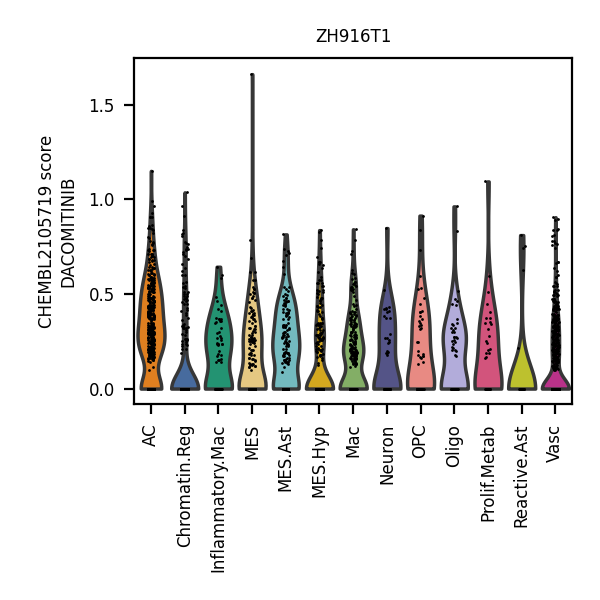 ZH916T1
CHEMBL2105719 score
DACOMITINIB
1.5
1.0
0.5
0.0
AC
Chromatin.Reg
Inflammatory.Mac
MES
MES.Ast
MES.Hyp
Mac
Neuron
OPC
Oligo
Prolif.Metab
Reactive.Ast
Vasc